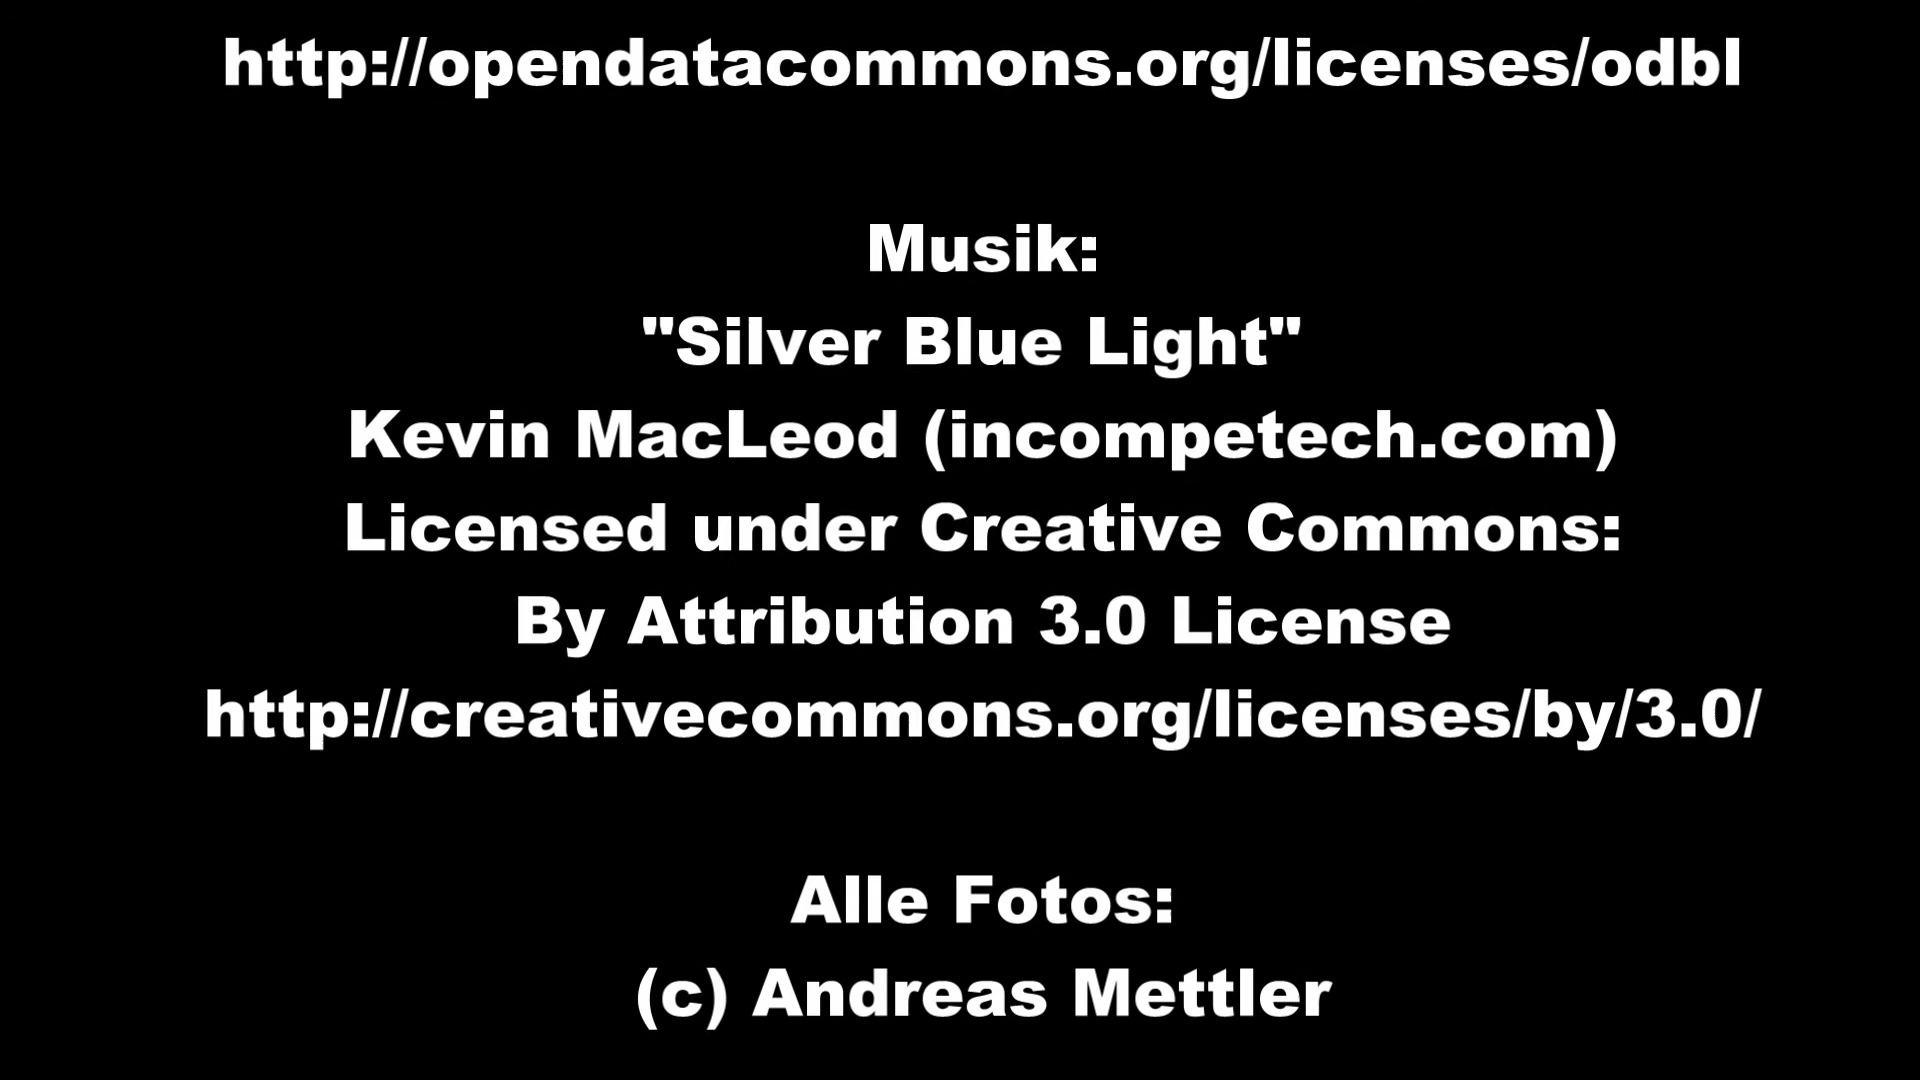 http://opendatacommons.org/licenses/odbl
Musik:
"Silver Blue Light"
Kevin MacLeod (incompetech.com)
Licensed under Creative Commons:
By Attribution 3.0 License
http://creativecommons.org/licenses/by/3.0/
Alle Fotos:
(c) Andreas Mettler